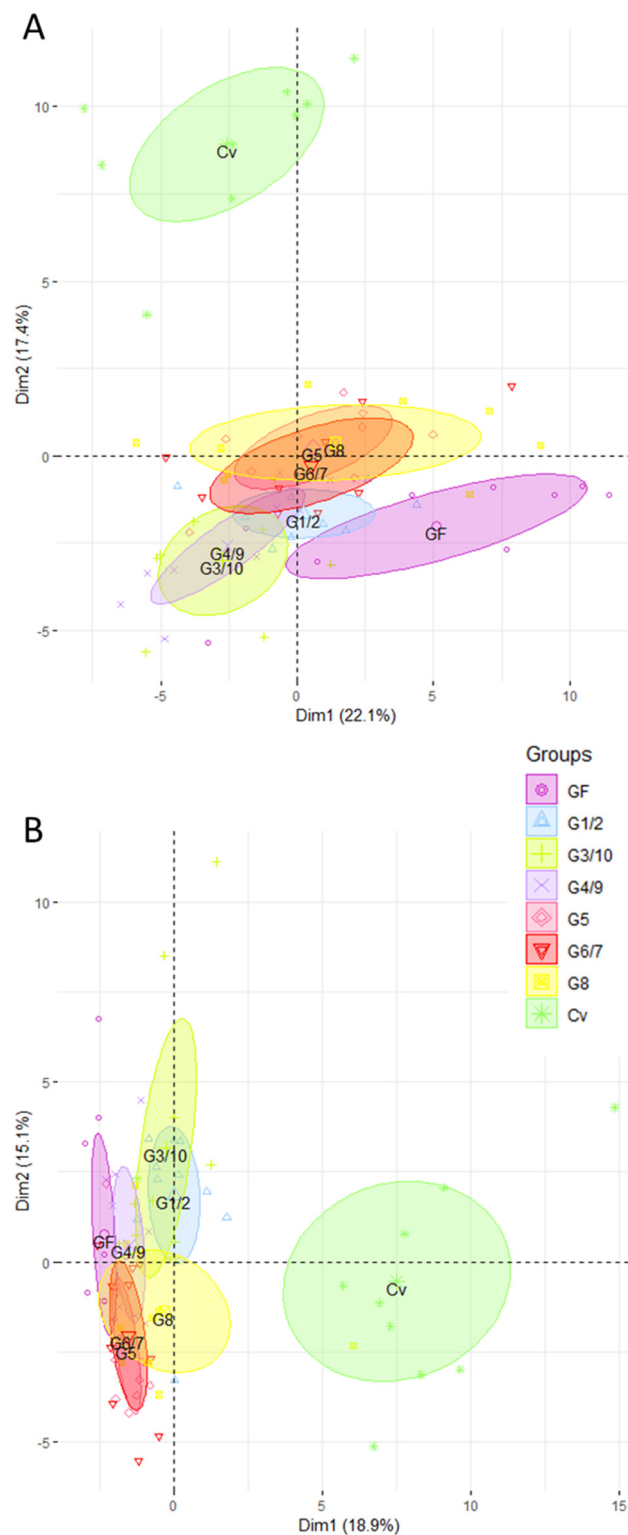 A
10
5
0
-5
Dim2 (17.4%)
Cv
G5
G8
G6/7
G1/2
GF
G4/9
G3/10
-5
0
5
10
Dim1 (22.1%)
Groups
GF
G1/2
G3/10
G4/9
G5
G6/7
G8
Cv
B
10
5
0
-5
Dim2 (15.1%)
G3/10
G1/2
GF
G4/9
G8
G6/7
G5
Cv
0
5
10
15
Dim1 (18.9%)